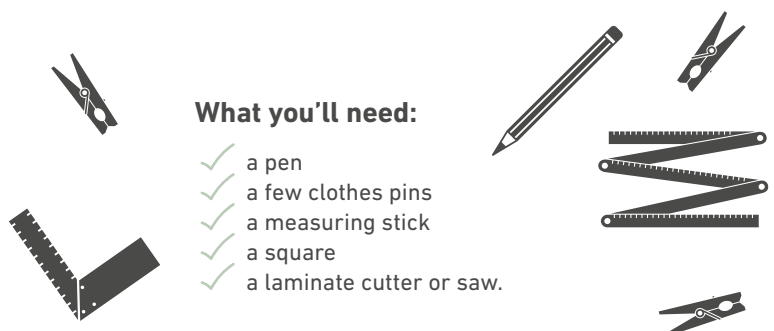 What you'll need:
a pen
a few clothes pins
a measuring stick
a square
a laminate cutter or saw.